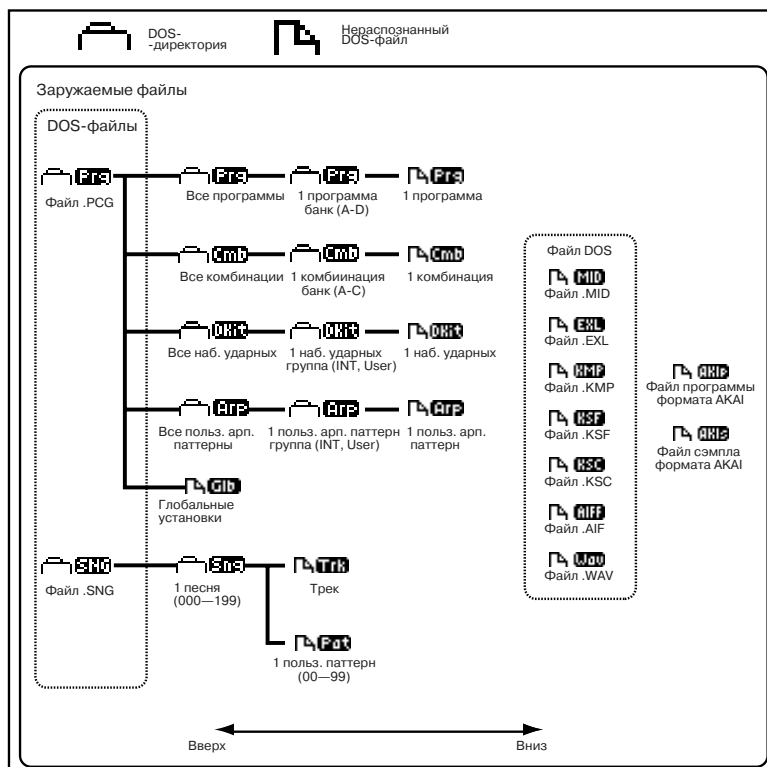 DOS-
-директория
Нераспознанный
DOS-файл
Заружаемые файлы
DOS-файлы
Prg
Файл .PCG
Prg
Все программы
Prg
1 программа
банк (A-D)
Prg
1 программа
Cmb
Все комбинации
Cmb
1 комбиинация
банк (A-C)
Cmb
1 комбинация
DKit
Все наб. ударных
DKit
1 наб. ударных
группа (INT, User)
DKit
1 наб. ударных
Arp
Все польз. арп.
паттерны
Arp
1 польз. арп. паттерн
группа (INT, User)
Arp
1 польз. арп.
паттерн
Glb
Глобальные
установки
SNG
Файл .SNG
Sng
1 песня
(000—199)
Trk
Трек
Pat
1 польз. паттерн
(00—99)
Файл DOS
MID
Файл .MID
EXL
Файл .EXL
KMP
Файл .KMP
KSF
Файл .KSF
KSC
Файл .KSC
AIFF
Файл .AIF
Wav
Файл .WAV
AKIp
Файл программы
формата AKAI
AKIs
Файл сэмпла
формата AKAI
Вверх
Вниз